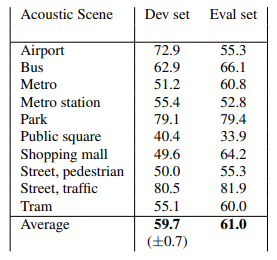 Acoustic Scene Dev set Eval set
Airport 72.9 55.3
Bus 62.9 66.1
Metro 51.2 60.8
Metro station 55.4 52.8
Park 79.1 79.4
Public square 40.4 33.9
Shopping mall 49.6 64.2
Street, pedestrian 50.0 55.3
Street, traffic 80.5 81.9
Tram 55.1 60.0
Average 59.7 61.0
(±0.7)